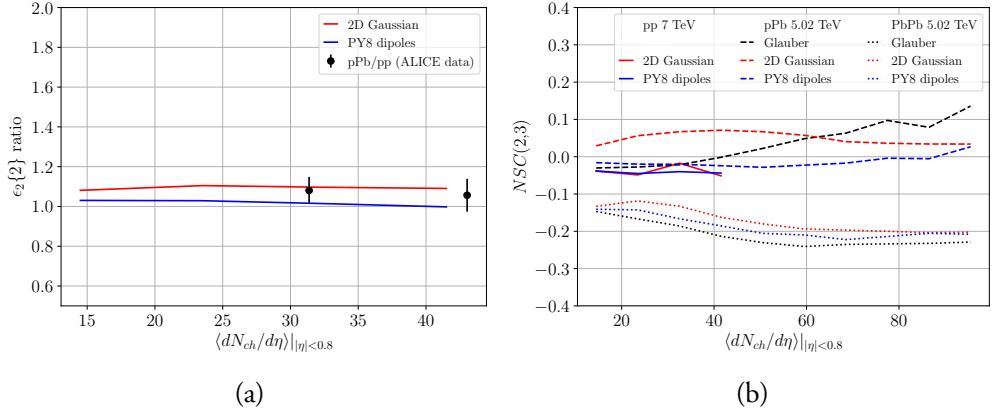 2.0
1.8
1.6
1.4
1.2
1.0
0.8
0.6
ϵ₂{2} ratio
2D Gaussian
PY8 dipoles
pPb/pp (ALICE data)
15 20 25 30 35 40
⟨dN_ch/dη⟩||η|<0.8
(a)
0.4
0.3
0.2
0.1
0.0
−0.1
−0.2
−0.3
−0.4
NSC(2,3)
pp 7 TeV pPb 5.02 TeV PbPb 5.02 TeV
Glauber Glauber
2D Gaussian 2D Gaussian 2D Gaussian
PY8 dipoles PY8 dipoles PY8 dipoles
20 40 60 80
⟨dN_ch/dη⟩||η|<0.8
(b)